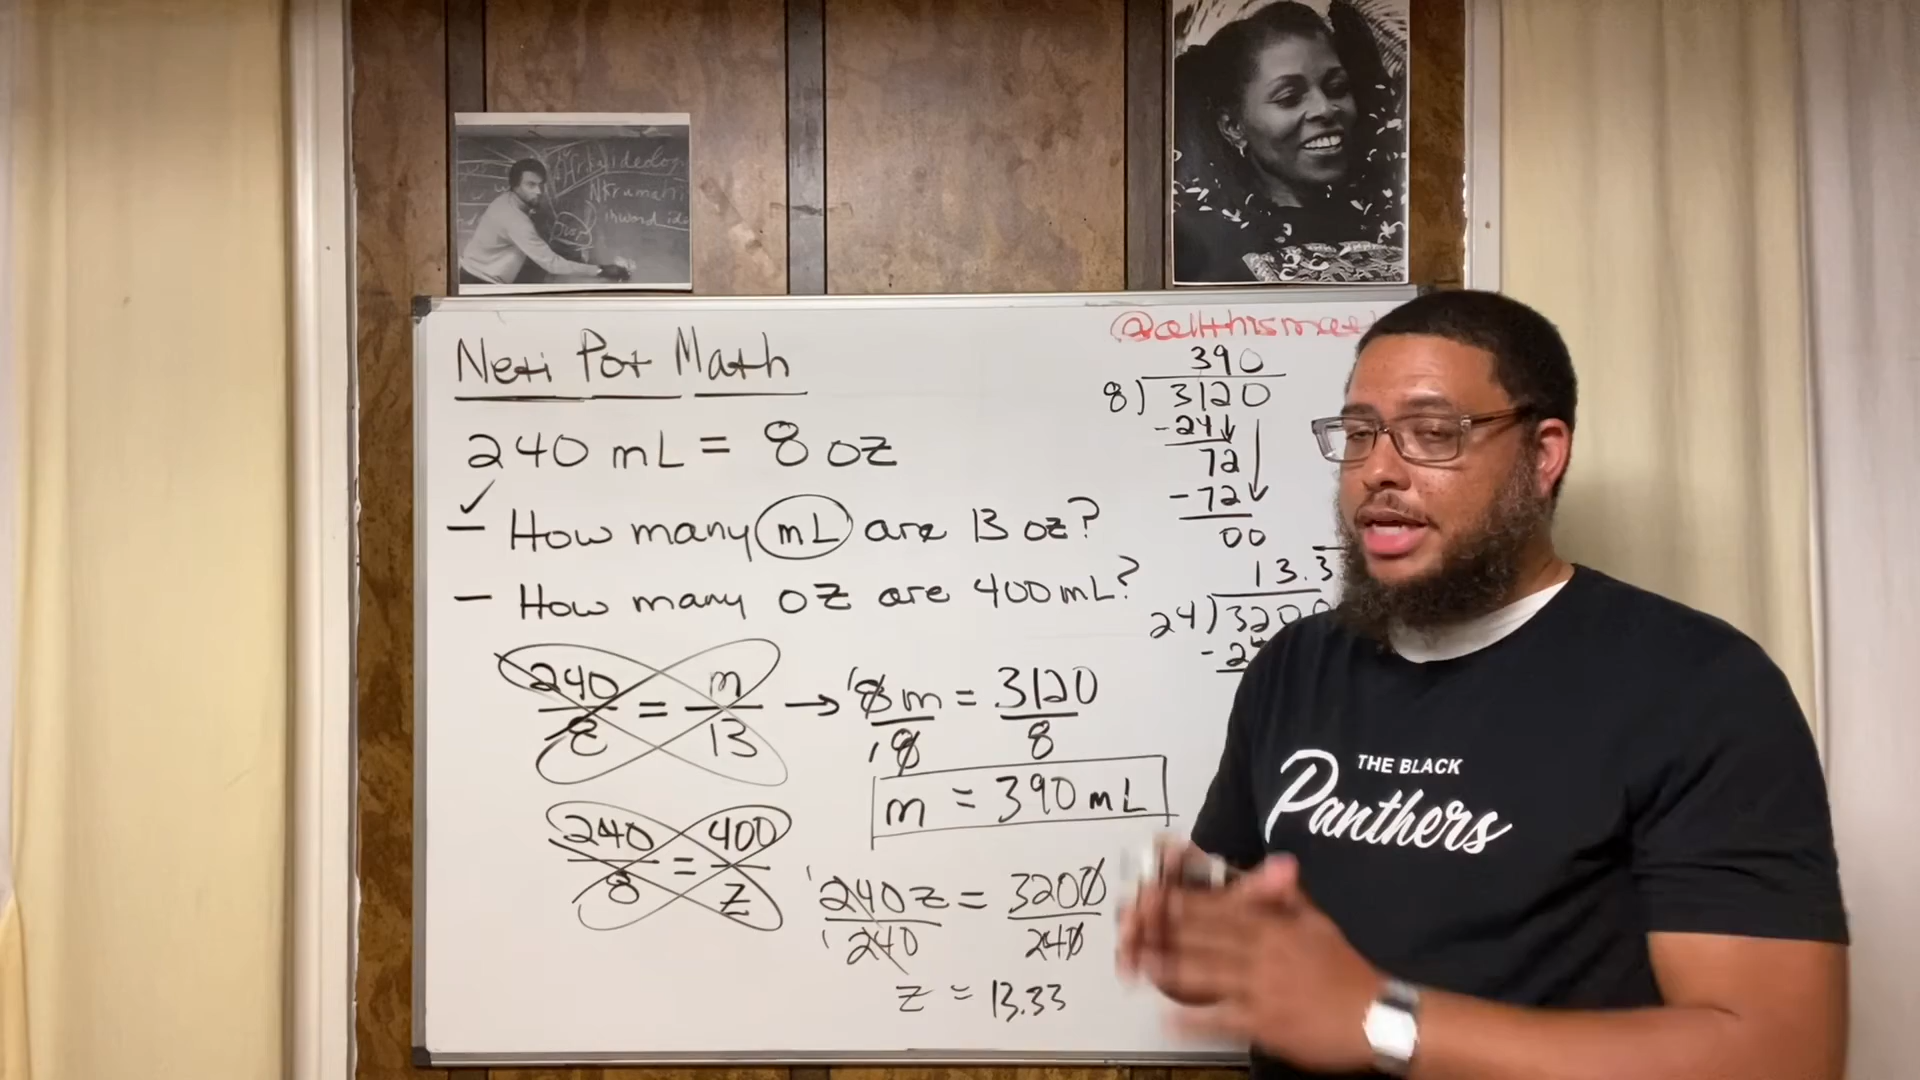 Neti Pot Math
240 mL = 8 oz
✓
– How many mL are 13 oz?
– How many oz are 400 mL?
240/8 = m/13 → 8m/8 = 3120/8
m = 390 mL
240/8 = 400/z
240z/240 = 3200/240
z ≈ 13.33
390
8)3120
-24
72
-72
00
13.3
24)3200
THE BLACK
Panthers
ideology
Nkrumah